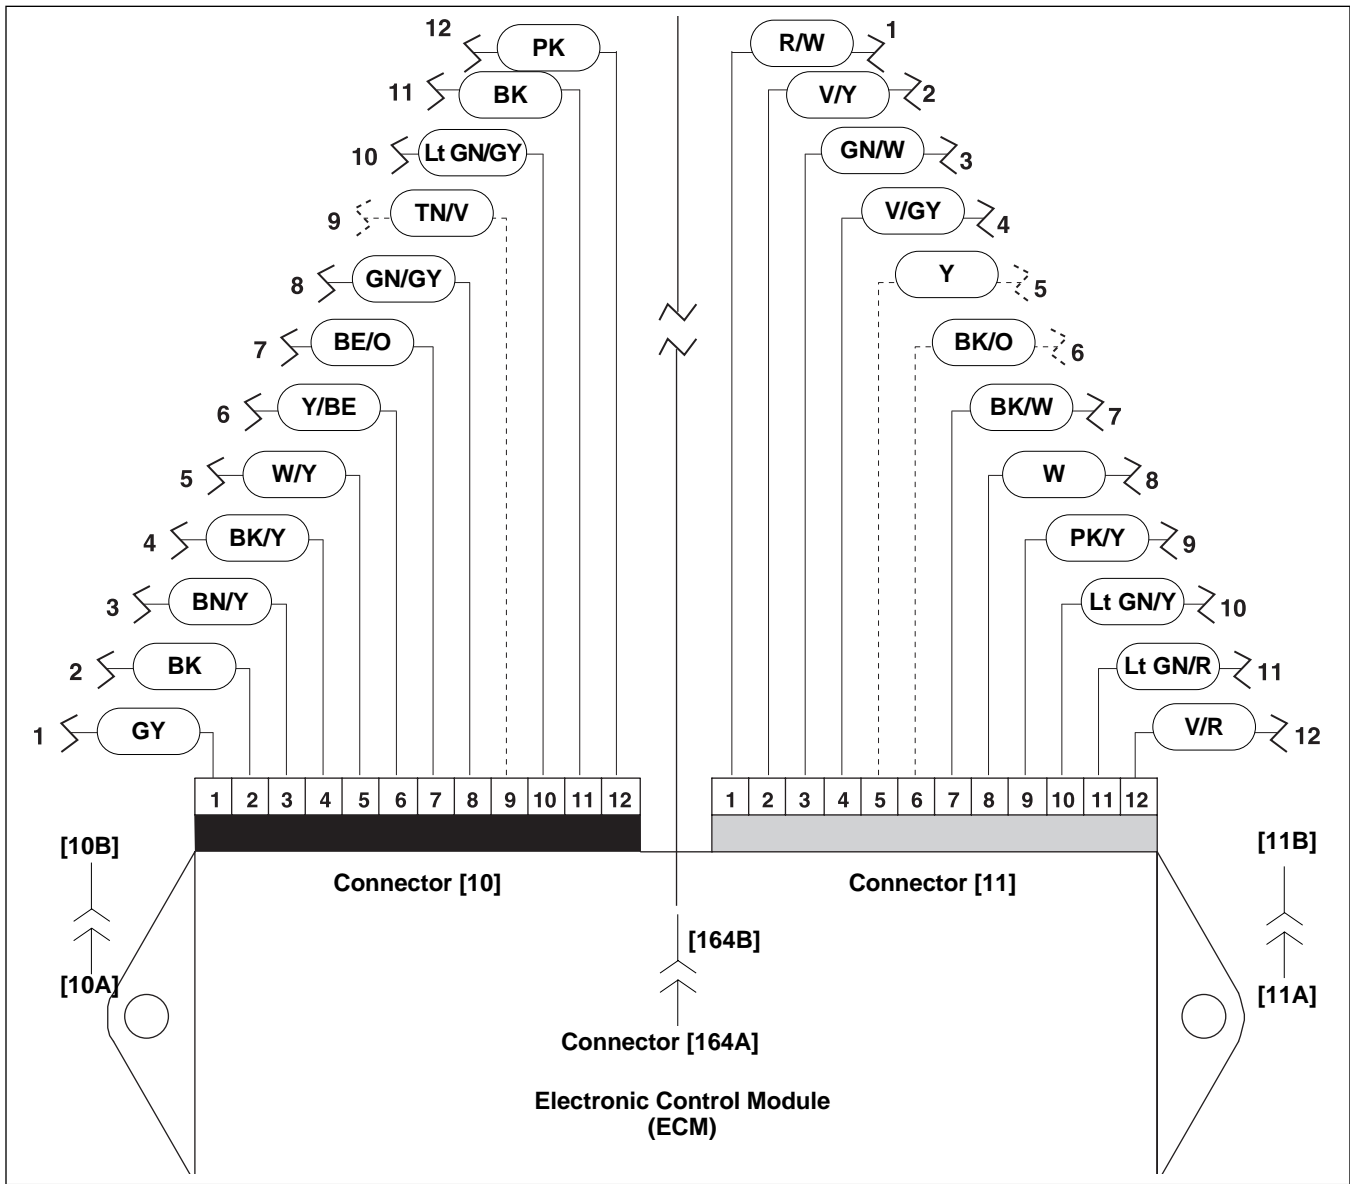 12 PK
11 BK
10 Lt GN/GY
9 TN/V
8 GN/GY
7 BE/O
6 Y/BE
5 W/Y
4 BK/Y
3 BN/Y
2 BK
1 GY
R/W 1
V/Y 2
GN/W 3
V/GY 4
Y 5
BK/O 6
BK/W 7
W 8
PK/Y 9
Lt GN/Y 10
Lt GN/R 11
V/R 12
1 2 3 4 5 6 7 8 9 10 11 12
1 2 3 4 5 6 7 8 9 10 11 12
[10B]
[10A]
Connector [10]
Connector [11]
[11B]
[11A]
[164B]
Connector [164A]
Electronic Control Module
(ECM)